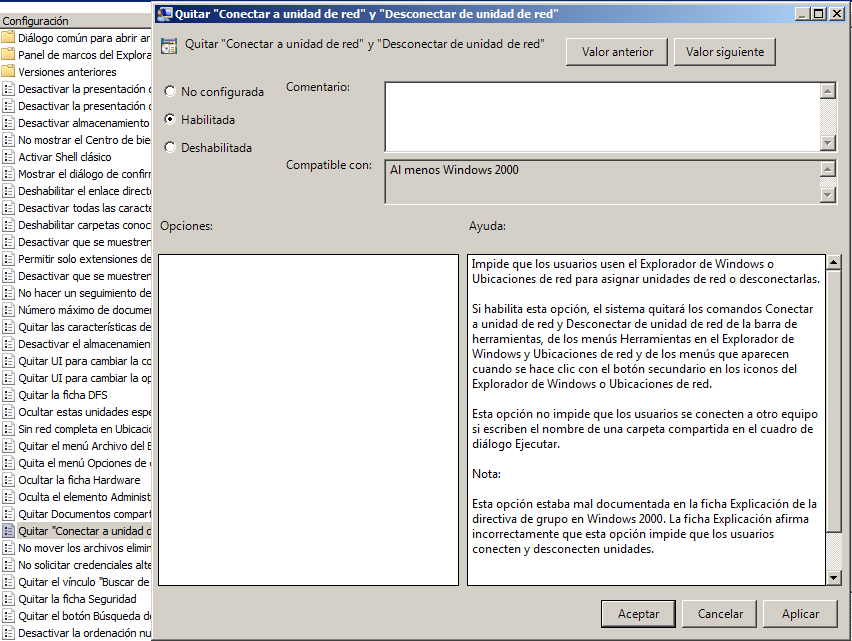 Quitar "Conectar a unidad de red" y "Desconectar de unidad de red"
Configuración
Diálogo común para abrir ar
Panel de marcos del Explora
Versiones anteriores
Desactivar la presentación
Desactivar la presentación
Desactivar almacenamiento
No mostrar el Centro de bie
Activar Shell clásico
Mostrar el diálogo de confirm
Deshabilitar el enlace direct
Desactivar todas las caracte
Deshabilitar carpetas conoc
Desactivar que se muestren
Permitir solo extensiones de
Desactivar que se muestren
No hacer un seguimiento de
Número máximo de documen
Quitar las características de
Desactivar el almacenamien
Quitar UI para cambiar la co
Quitar UI para cambiar la op
Quitar la ficha DFS
Ocultar estas unidades espe
Sin red completa en Ubicacio
Quitar el menú Archivo del E
Quita el menú Opciones de
Ocultar la ficha Hardware
Oculta el elemento Administ
Quitar Documentos compart
Quitar "Conectar a unidad d
No mover los archivos elimin
No solicitar credenciales alte
Quitar el vínculo "Buscar de
Quitar la ficha Seguridad
Quitar el botón Búsqueda de
Desactivar la ordenación nu
Quitar "Conectar a unidad de red" y "Desconectar de unidad de red"
Valor anterior
Valor siguiente
No configurada
Habilitada
Deshabilitada
Comentario:
Compatible con:
Al menos Windows 2000
Opciones:
Ayuda:
Impide que los usuarios usen el Explorador de Windows o
Ubicaciones de red para asignar unidades de red o desconectarlas.
Si habilita esta opción, el sistema quitará los comandos Conectar
a unidad de red y Desconectar de unidad de red de la barra de
herramientas, de los menús Herramientas en el Explorador de
Windows y Ubicaciones de red y de los menús que aparecen
cuando se hace clic con el botón secundario en los iconos del
Explorador de Windows o Ubicaciones de red.
Esta opción no impide que los usuarios se conecten a otro equipo
si escriben el nombre de una carpeta compartida en el cuadro de
diálogo Ejecutar.
Nota:
Esta opción estaba mal documentada en la ficha Explicación de la
directiva de grupo en Windows 2000. La ficha Explicación afirma
incorrectamente que esta opción impide que los usuarios
conecten y desconecten unidades.
Aceptar
Cancelar
Aplicar